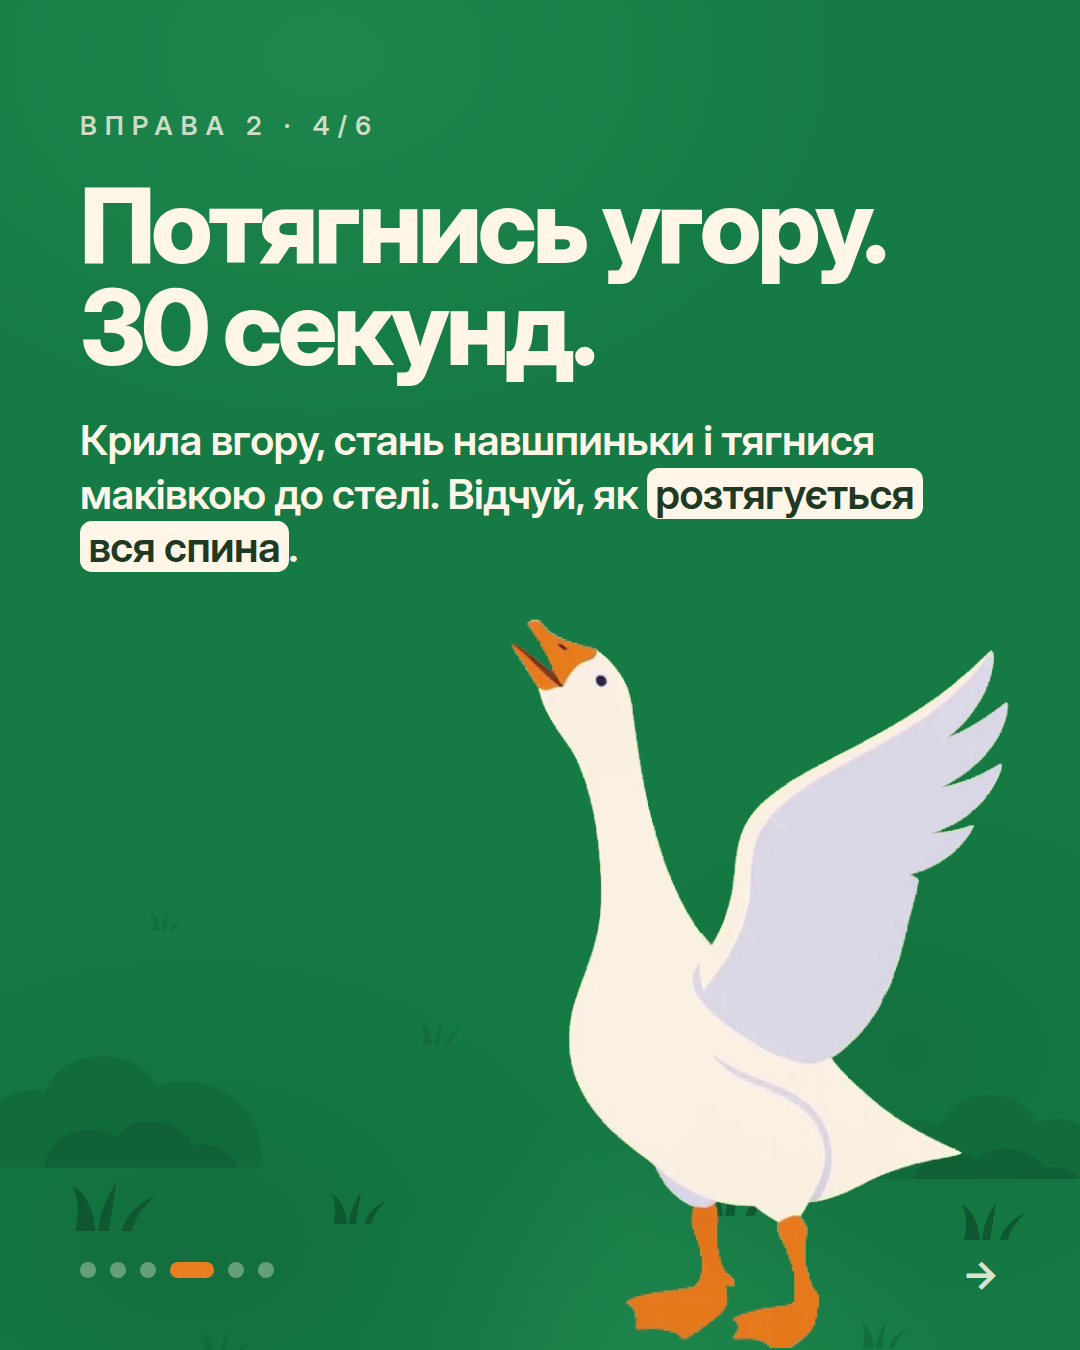 ВПРАВА 2 · 4/6
Потягнись угору.
30 секунд.
Крила вгору, стань навшпиньки і тягнися
маківкою до стелі. Відчуй, як розтягується
вся спина.